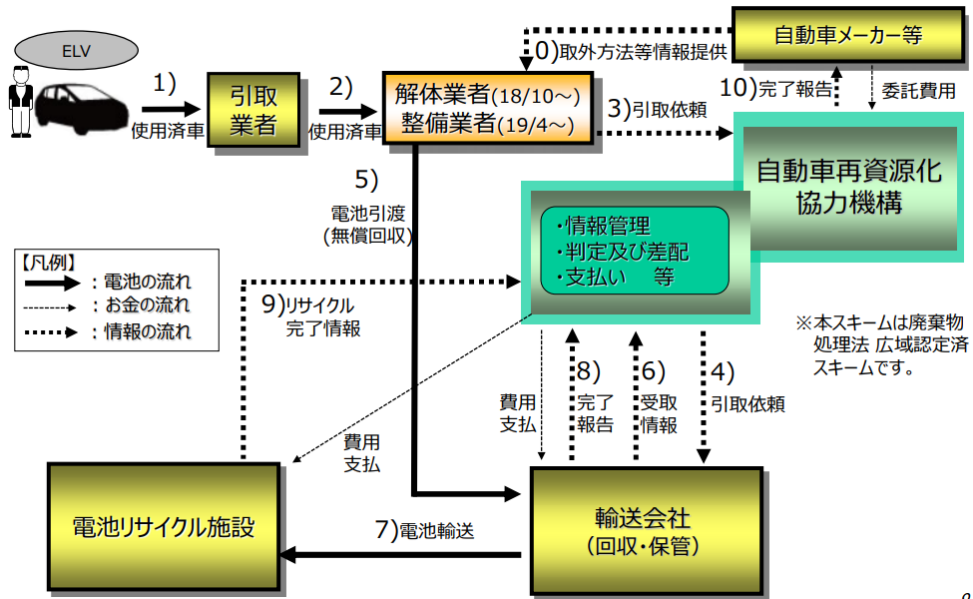 ELV
1)
使用済車
引取
業者
2)
使用済車
解体業者(18/10～)
整備業者(19/4～)
0)取外方法等情報提供
自動車メーカー等
3)引取依頼
10)完了報告
委託費用
自動車再資源化
協力機構
・情報管理
・判定及び差配
・支払い 等
5)
電池引渡
(無償回収)
【凡例】
：電池の流れ
：お金の流れ
：情報の流れ
9)リサイクル
完了情報
※本スキームは廃棄物
処理法 広域認定済
スキームです。
費用
支払
費用
支払
8)
完了
報告
6)
受取
情報
4)
引取依頼
電池リサイクル施設
7)電池輸送
輸送会社
（回収・保管）